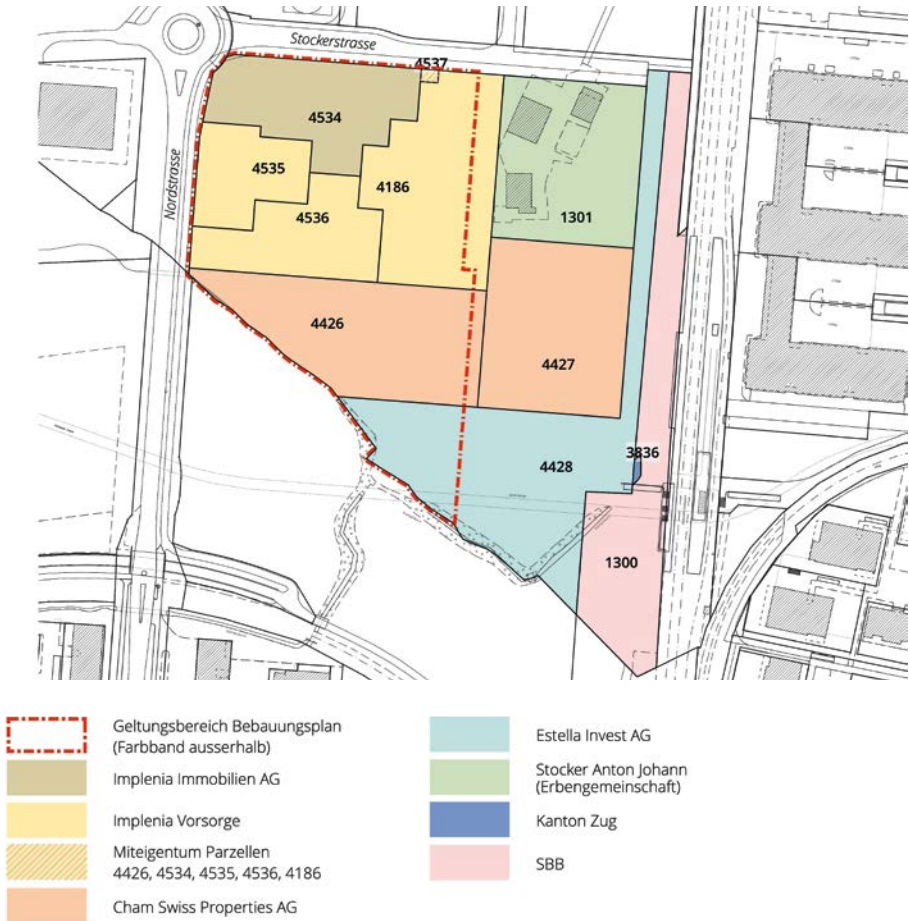 Stockerstrasse
4537
4534
4535
4186
Nordstrasse
4536
1301
4426
4427
4428
3836
1300
Geltungsbereich Bebauungsplan
(Farbband ausserhalb)
Implenia Immobilien AG
Implenia Vorsorge
Miteigentum Parzellen
4426, 4534, 4535, 4536, 4186
Cham Swiss Properties AG
Estella Invest AG
Stocker Anton Johann
(Erbengemeinschaft)
Kanton Zug
SBB